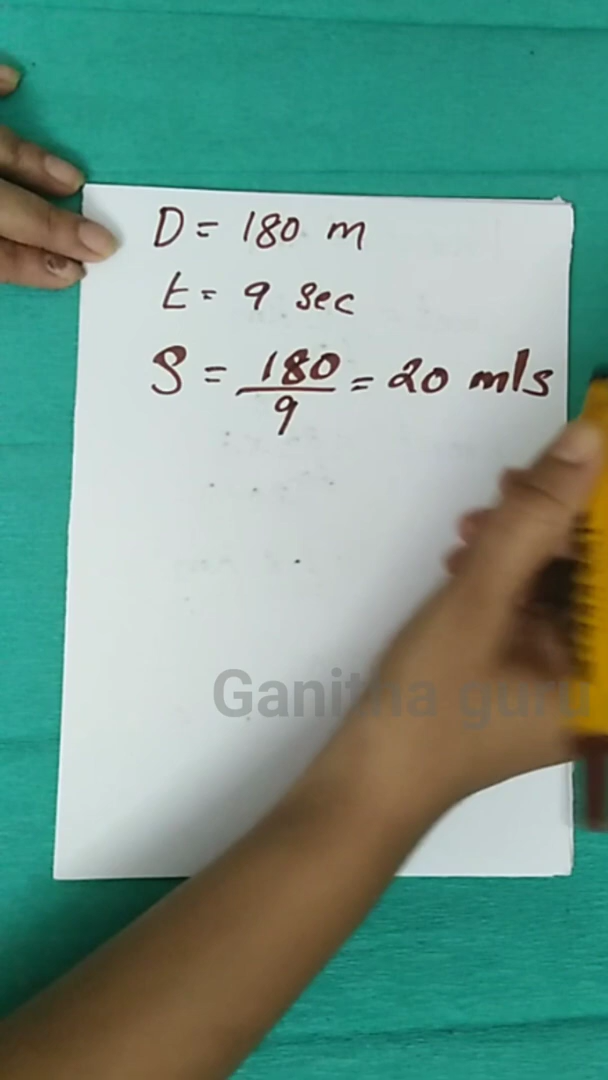 D = 180 m
t = 9 sec
S = 180/9 = 20 m/s
Ganitha guru